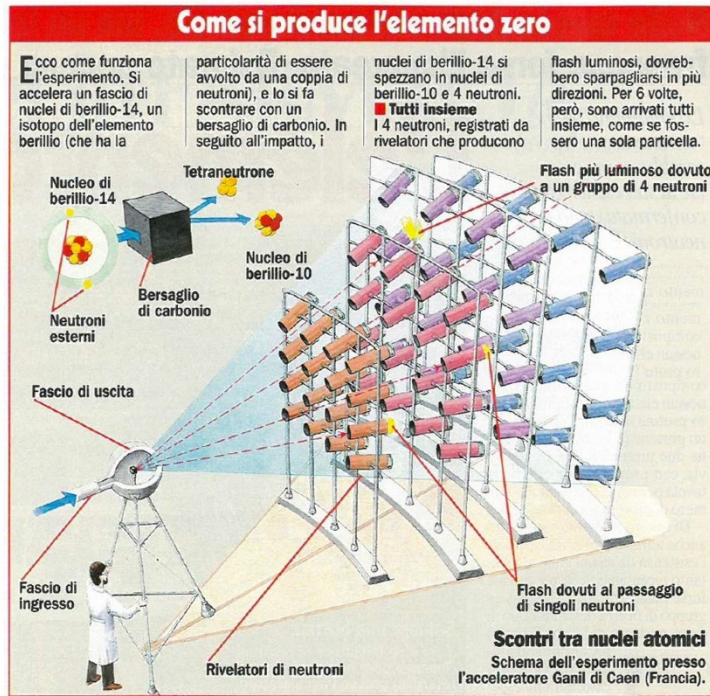 Come si produce l'elemento zero
Ecco come funziona
l'esperimento. Si
accelera un fascio di
nuclei di berillio-14, un
isotopo dell'elemento
berillio (che ha la
particolarità di essere
avvolto da una coppia di
neutroni), e lo si fa
scontrare con un
bersaglio di carbonio. In
seguito all'impatto, i
nuclei di berillio-14 si
spezzano in nuclei di
berillio-10 e 4 neutroni.
Tutti insieme
I 4 neutroni, registrati da
rivelatori che producono
flash luminosi, dovreb-
bero sparpagliarsi in più
direzioni. Per 6 volte,
però, sono arrivati tutti
insieme, come se fos-
sero una sola particella.
Nucleo di
berillio-14
Tetraneutrone
Flash più luminoso dovuto
a un gruppo di 4 neutroni
Nucleo di
berillio-10
Bersaglio
di carbonio
Neutroni
esterni
Fascio di uscita
Fascio di
ingresso
Rivelatori di neutroni
Flash dovuti al passaggio
di singoli neutroni
Scontri tra nuclei atomici
Schema dell'esperimento presso
l'acceleratore Ganil di Caen (Francia).